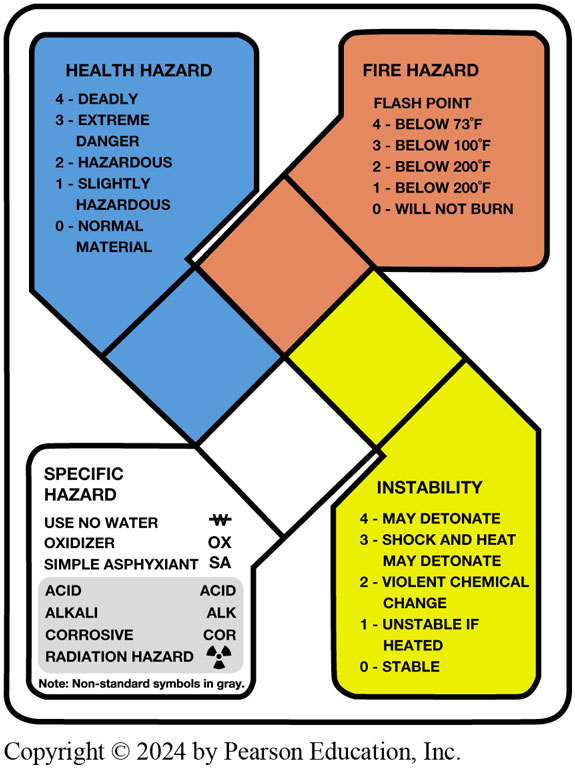 HEALTH HAZARD
4 - DEADLY
3 - EXTREME
DANGER
2 - HAZARDOUS
1 - SLIGHTLY
HAZARDOUS
0 - NORMAL
MATERIAL
FIRE HAZARD
FLASH POINT
4 - BELOW 73°F
3 - BELOW 100°F
2 - BELOW 200°F
1 - BELOW 200°F
0 - WILL NOT BURN
SPECIFIC
HAZARD
USE NO WATER W
OXIDIZER OX
SIMPLE ASPHYXIANT SA
ACID ACID
ALKALI ALK
CORROSIVE COR
RADIATION HAZARD
Note: Non-standard symbols in gray.
INSTABILITY
4 - MAY DETONATE
3 - SHOCK AND HEAT
MAY DETONATE
2 - VIOLENT CHEMICAL
CHANGE
1 - UNSTABLE IF
HEATED
0 - STABLE
Copyright © 2024 by Pearson Education, Inc.